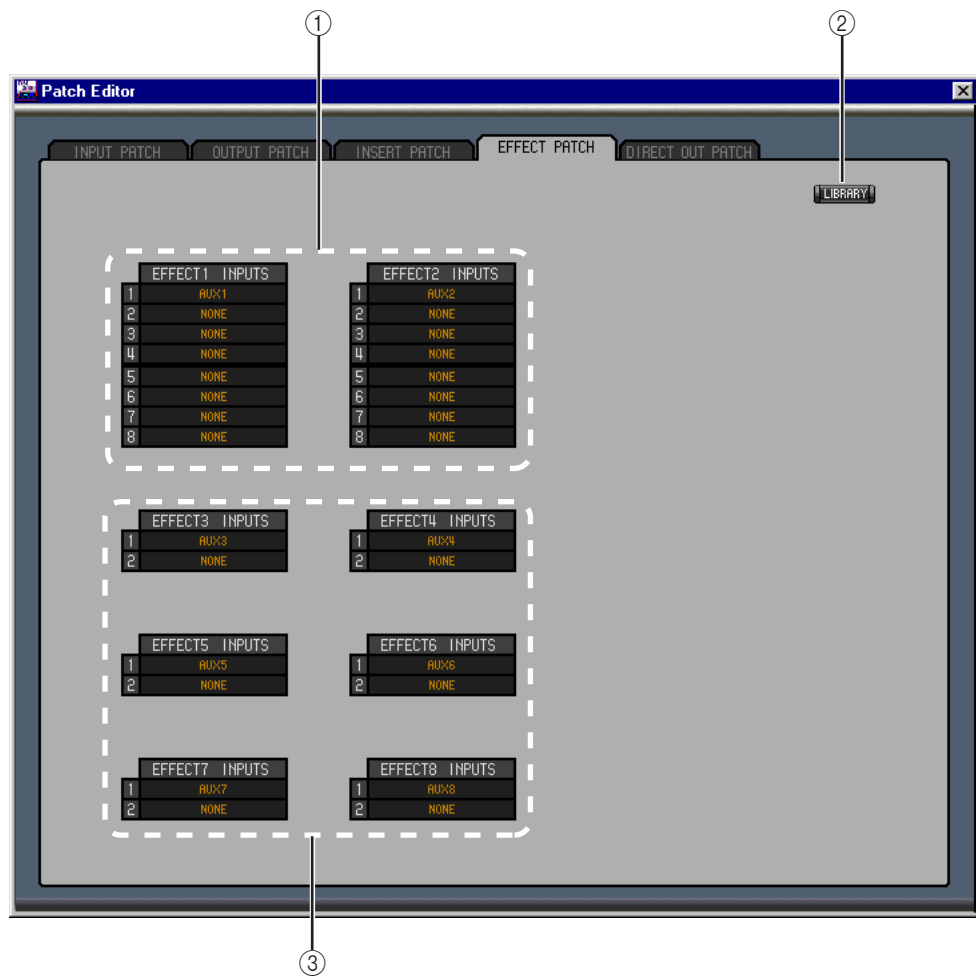 ① ②
Patch Editor
INPUT PATCH OUTPUT PATCH INSERT PATCH EFFECT PATCH DIRECT OUT PATCH
LIBRARY
EFFECT1 INPUTS EFFECT2 INPUTS
1 AUX1 1 AUX2
2 NONE 2 NONE
3 NONE 3 NONE
4 NONE 4 NONE
5 NONE 5 NONE
6 NONE 6 NONE
7 NONE 7 NONE
8 NONE 8 NONE
EFFECT3 INPUTS EFFECT4 INPUTS
1 AUX3 1 AUX4
2 NONE 2 NONE
EFFECT5 INPUTS EFFECT6 INPUTS
1 AUX5 1 AUX6
2 NONE 2 NONE
EFFECT7 INPUTS EFFECT8 INPUTS
1 AUX7 1 AUX8
2 NONE 2 NONE
③